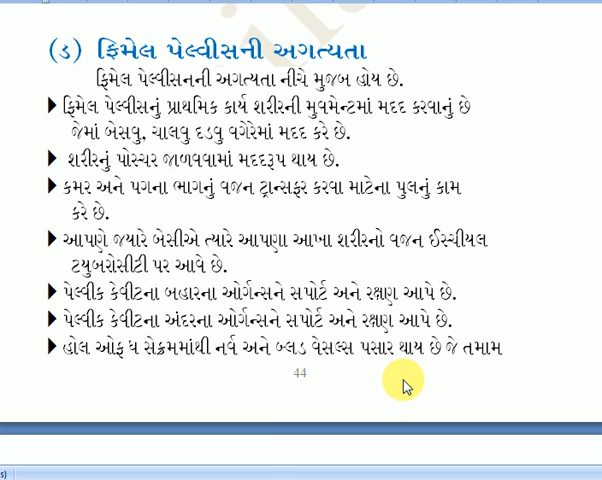 (ડ) ફિમેલ પેલ્વીસની અગત્યતા
ફિમેલ પેલ્વીસનની અગત્યતા નીચે મુજબ હોય છે.
ફિમેલ પેલ્વીસનું પ્રાથમિક કાર્ય શરીરની મુવમેન્ટમાં મદદ કરવાનું છે
જેમાં બેસવુ, ચાલવુ દડવુ વગેરેમાં મદદ કરે છે.
શરીરનું પોસ્ચર જાળવવામાં મદદરૂપ થાય છે.
કમર અને પગના ભાગનું વજન ટ્રાન્સફર કરવા માટેના પુલનું કામ
કરે છે.
આપણે જયારે બેસીએ ત્યારે આપણા આખા શરીરનો વજન ઈસ્ચીયલ
ટયુબરોસીટી પર આવે છે.
પેલ્વીક કેવીટના બહારના ઓર્ગન્સને સપોર્ટ અને રક્ષણ આપે છે.
પેલ્વીક કેવીટના અંદરના ઓર્ગન્સને સપોર્ટ અને રક્ષણ આપે છે.
હોલ ઓફ ધ સેક્રમમાંથી નર્વ અને બ્લડ વેસલ્સ પસાર થાય છે જે તમામ
44
s)